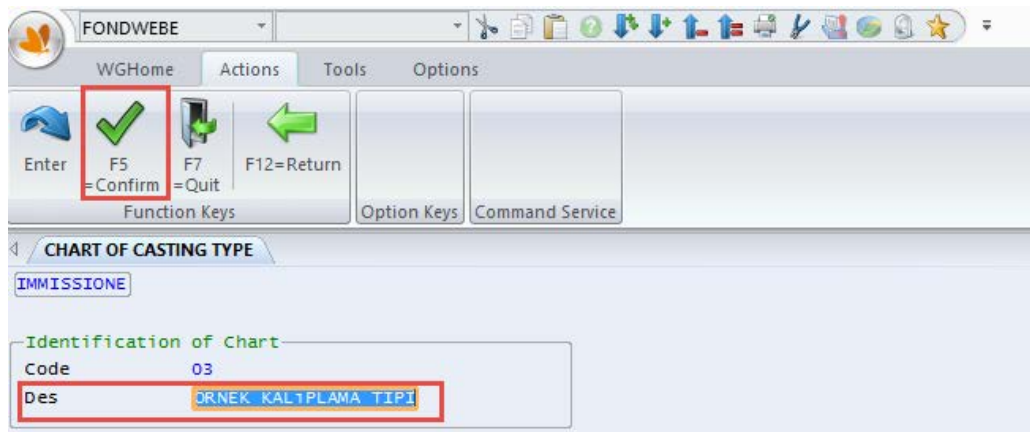 FONDWEBE
WGHome Actions Tools Options
Enter F5 =Confirm F7 =Quit F12=Return
Function Keys Option Keys Command Service
CHART OF CASTING TYPE
IMMISSIONE
Identification of Chart
Code 03
Des ORNEK KALıPLAMA TIPI